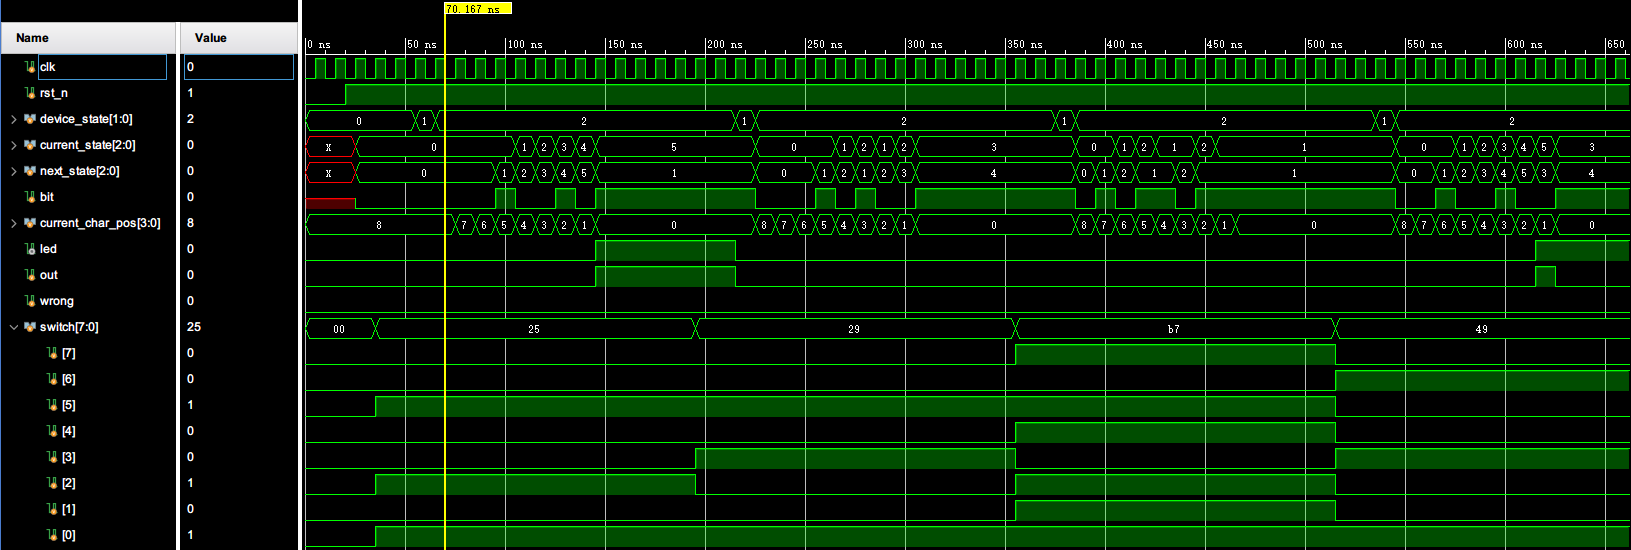 70.167 ns
Name Value
0 ns 50 ns 100 ns 150 ns 200 ns 250 ns 300 ns 350 ns 400 ns 450 ns 500 ns 550 ns 600 ns 650
clk 0
rst_n 1
device_state[1:0] 2 0 1 2 1 2 1 2 1 2
current_state[2:0] 0 X 0 1 2 3 4 5 0 1 2 1 2 3 0 1 2 1 2 1 0 1 2 3 4 5 3
next_state[2:0] 0 X 0 1 2 3 4 5 1 0 1 2 1 2 3 4 0 1 2 1 2 1 0 1 2 3 4 5 3 4
bit 0
current_char_pos[3:0] 8 8 7 6 5 4 3 2 1 0 8 7 6 5 4 3 2 1 0 8 7 6 5 4 3 2 1 0 8 7 6 5 4 3 2 1 0
led 0
out 0
wrong 0
switch[7:0] 25 00 25 29 b7 49
[7] 0
[6] 0
[5] 1
[4] 0
[3] 0
[2] 1
[1] 0
[0] 1